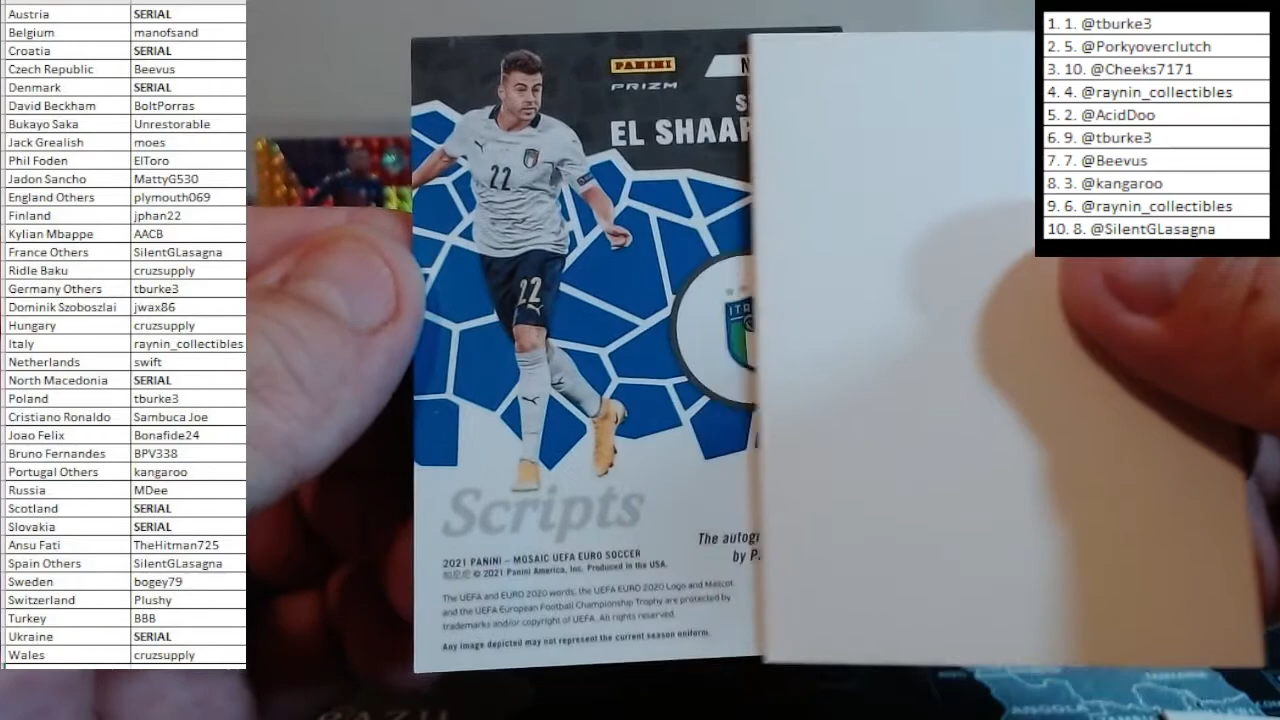 Austria SERIAL
Belgium manofsand
Croatia SERIAL
Czech Republic Beevus
Denmark SERIAL
David Beckham BoltPorras
Bukayo Saka Unrestorable
Jack Grealish moes
Phil Foden ElToro
Jadon Sancho MattyG530
England Others plymouth069
Finland jphan22
Kylian Mbappe AACB
France Others SilentGLasagna
Ridle Baku cruzsupply
Germany Others tburke3
Dominik Szoboszlai jwax86
Hungary cruzsupply
Italy raynin_collectibles
Netherlands swift
North Macedonia SERIAL
Poland tburke3
Cristiano Ronaldo Sambuca Joe
Joao Felix Bonafide24
Bruno Fernandes BPV338
Portugal Others kangaroo
Russia MDee
Scotland SERIAL
Slovakia SERIAL
Ansu Fati TheHitman725
Spain Others SilentGLasagna
Sweden bogey79
Switzerland Plushy
Turkey BBB
Ukraine SERIAL
Wales cruzsupply
PANINI
PRIZM
N
S
EL SHAAR
22
22
ITA
Scripts
The autogr
by P
2021 PANINI – MOSAIC UEFA EURO SOCCER
© 2021 Panini America, Inc. Produced in the USA.
The UEFA and EURO 2020 words, the UEFA EURO 2020 Logo and Mascot
and the UEFA European Football Championship Trophy are protected by
trademarks and/or copyright of UEFA. All rights reserved.
Any image depicted may not represent the current season uniform.
1. 1. @tburke3
2. 5. @Porkyoverclutch
3. 10. @Cheeks7171
4. 4. @raynin_collectibles
5. 2. @AcidDoo
6. 9. @tburke3
7. 7. @Beevus
8. 3. @kangaroo
9. 6. @raynin_collectibles
10. 8. @SilentGLasagna